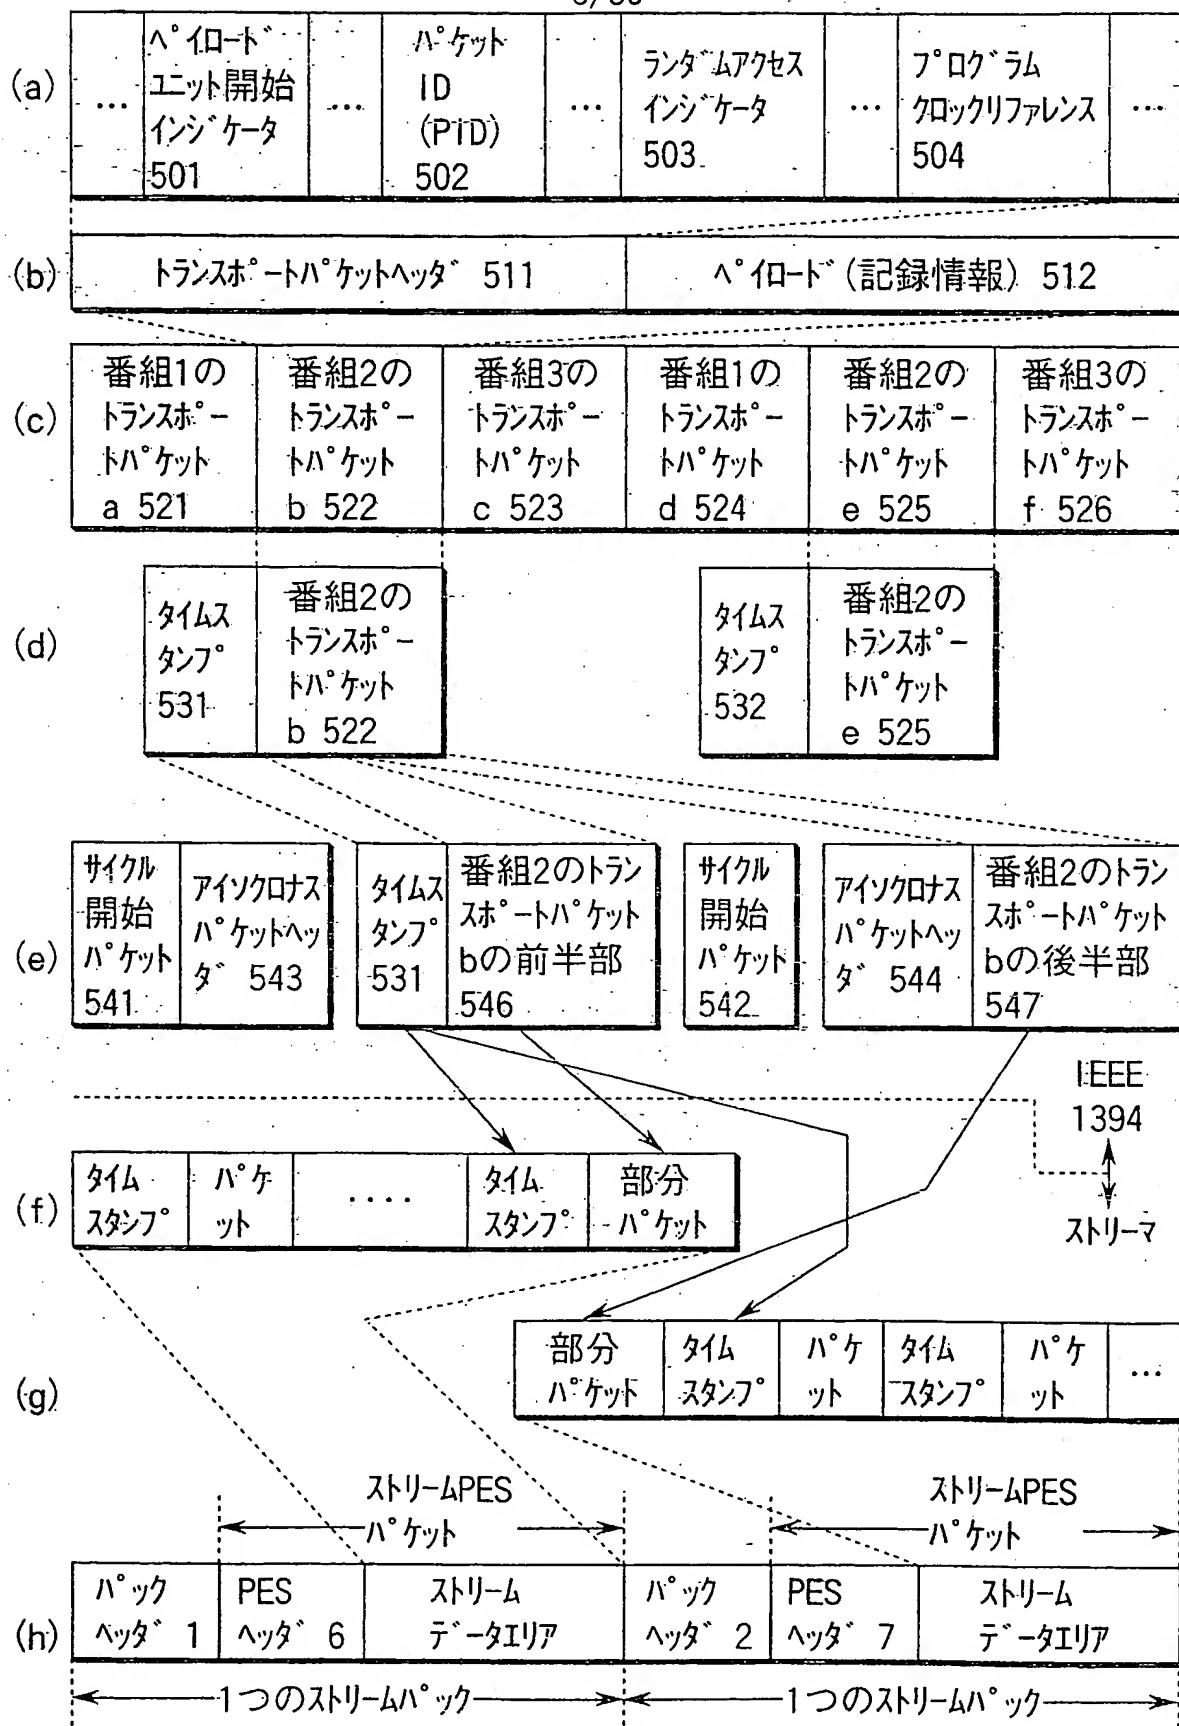 (a)
…
ペイロード
ユニット開始
インジケータ
501
…
パケット
ID
(PID)
502
…
ランダムアクセス
インジケータ
503
…
プログラム
クロックリファレンス
504
…
(b)
トランスポートパケットヘッダ 511
ペイロード(記録情報) 512
(c)
番組1の
トランスポー
トパケット
a 521
番組2の
トランスポー
トパケット
b 522
番組3の
トランスポー
トパケット
c 523
番組1の
トランスポー
トパケット
d 524
番組2の
トランスポー
トパケット
e 525
番組3の
トランスポー
トパケット
f 526
(d)
タイムス
タンプ
531
番組2の
トランスポー
トパケット
b 522
タイムス
タンプ
532
番組2の
トランスポー
トパケット
e 525
(e)
サイクル
開始
パケット
541
アイソクロナス
パケットヘッ
ダ 543
タイムス
タンプ
531
番組2のトラン
スポートパケット
bの前半部
546
サイクル
開始
パケット
542
アイソクロナス
パケットヘッ
ダ 544
番組2のトラン
スポートパケット
bの後半部
547
IEEE
1394
ストリーマ
(f)
タイム
スタンプ
パケ
ット
....
タイム
スタンプ
部分
パケット
(g)
部分
パケット
タイム
スタンプ
パケ
ット
タイム
スタンプ
パケ
ット
…
ストリームPES
パケット
ストリームPES
パケット
(h)
パック
ヘッダ 1
PES
ヘッダ 6
ストリーム
データエリア
パック
ヘッダ 2
PES
ヘッダ 7
ストリーム
データエリア
1つのストリームパック
1つのストリームパック